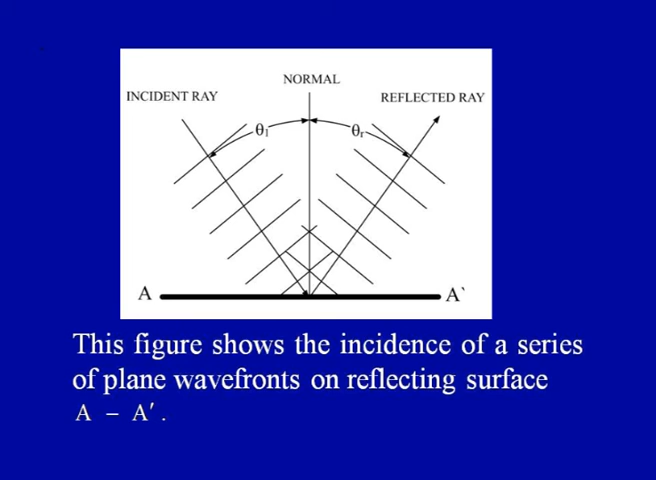 NORMAL
INCIDENT RAY
REFLECTED RAY
θ₁ θᵣ
A A`
This figure shows the incidence of a series
of plane wavefronts on reflecting surface
A – A′ .